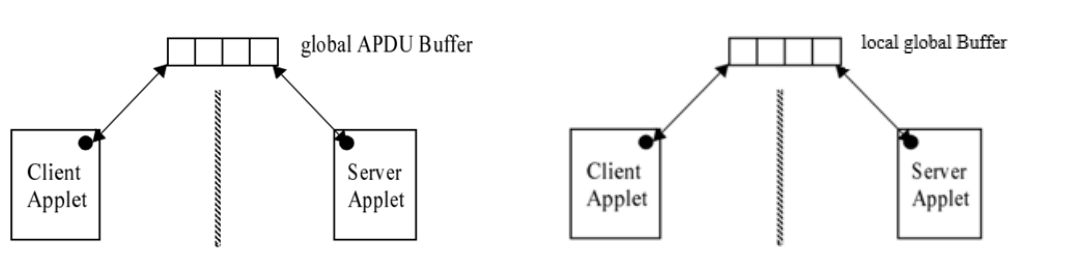 global APDU Buffer
Client
Applet
Server
Applet
local global Buffer
Client
Applet
Server
Applet